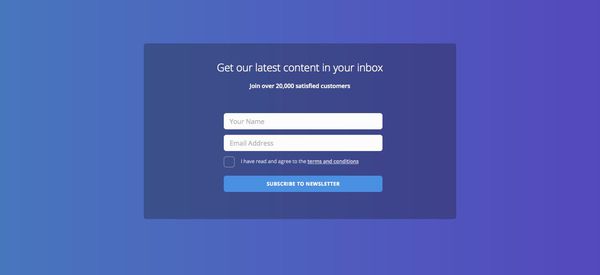 Get our latest content in your inbox
Join over 20,000 satisfied customers
Your Name
Email Address
I have read and agree to the terms and conditions
SUBSCRIBE TO NEWSLETTER